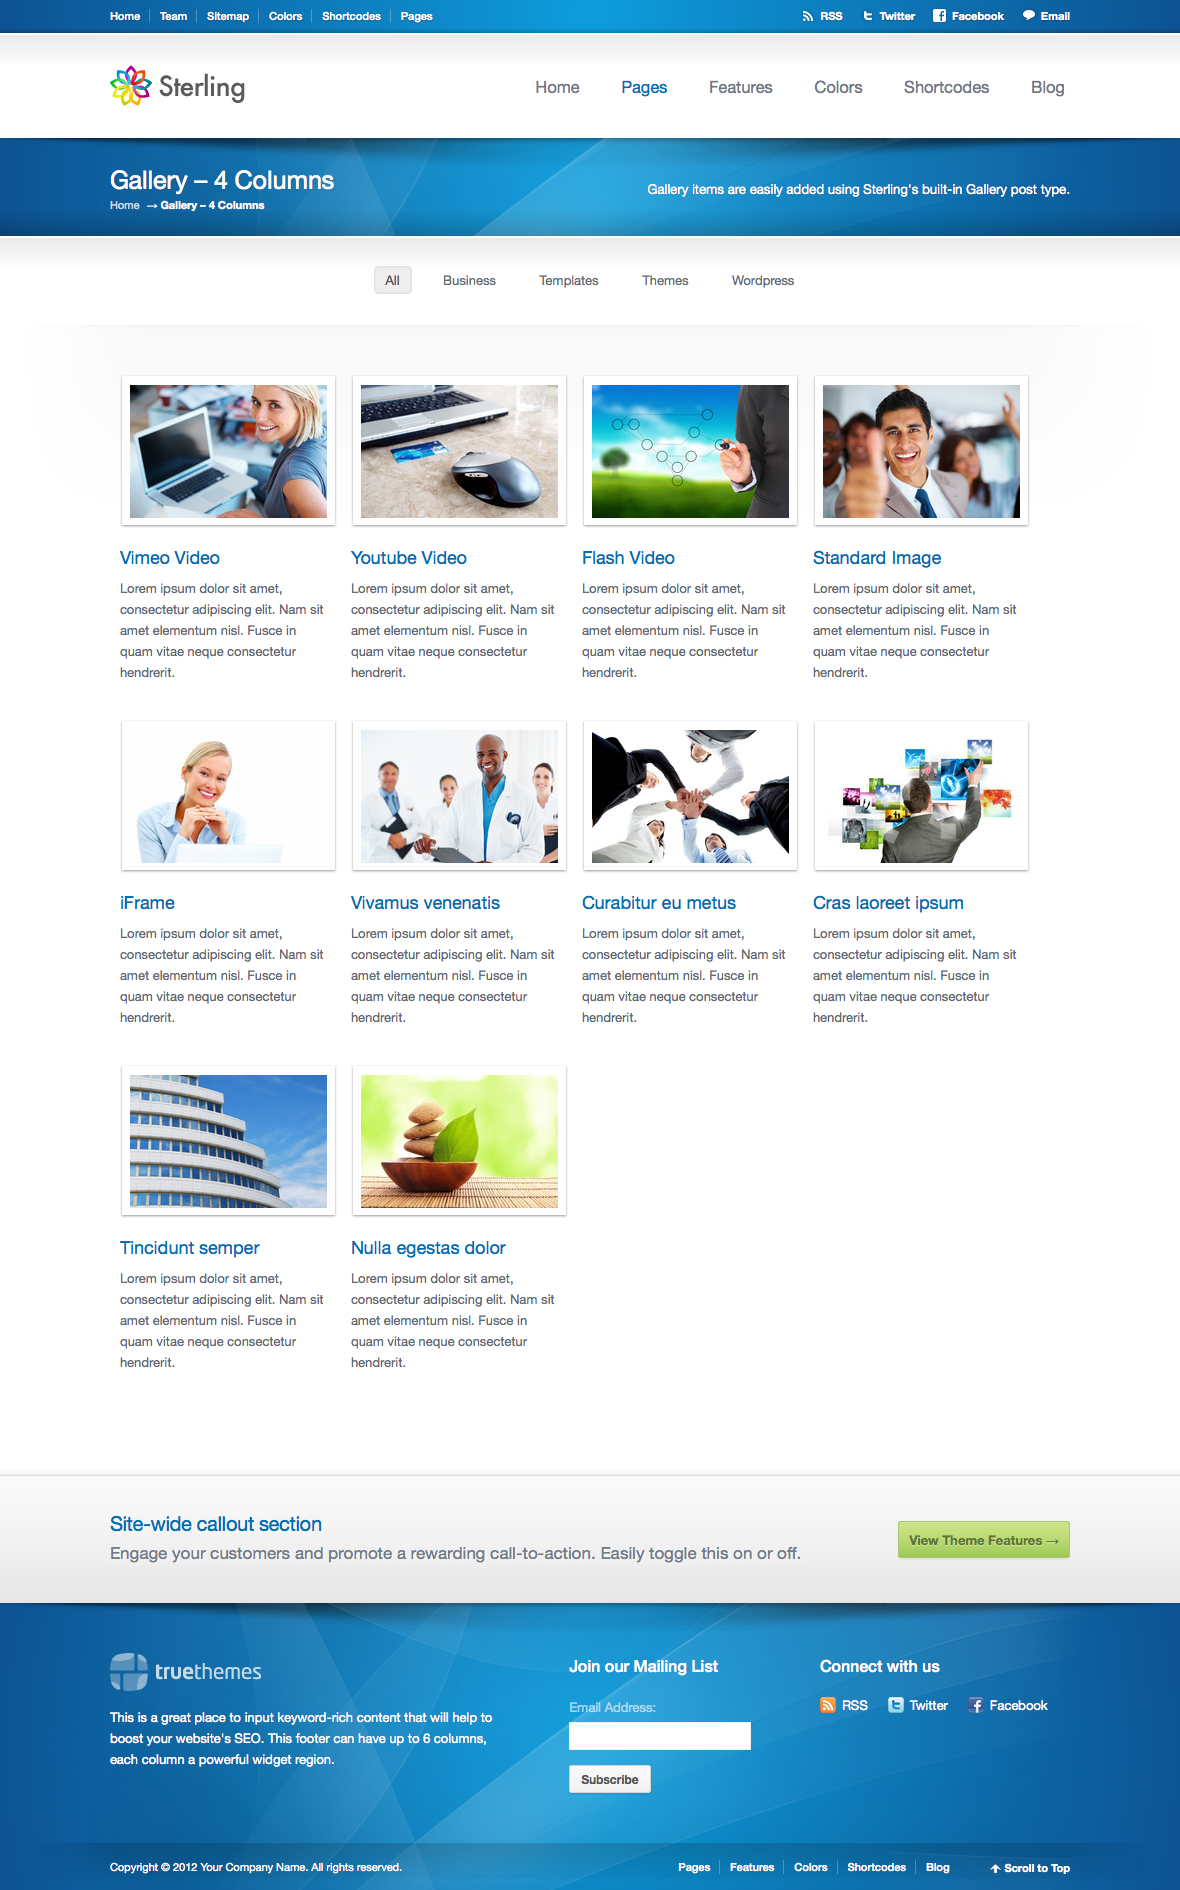 Home Team Sitemap Colors Shortcodes Pages RSS Twitter Facebook Email
Sterling Home Pages Features Colors Shortcodes Blog
Gallery – 4 Columns
Home → Gallery – 4 Columns
Gallery items are easily added using Sterling's built-in Gallery post type.
All Business Templates Themes Wordpress
Vimeo Video
Lorem ipsum dolor sit amet,
consectetur adipiscing elit. Nam sit
amet elementum nisl. Fusce in
quam vitae neque consectetur
hendrerit.
Youtube Video
Lorem ipsum dolor sit amet,
consectetur adipiscing elit. Nam sit
amet elementum nisl. Fusce in
quam vitae neque consectetur
hendrerit.
Flash Video
Lorem ipsum dolor sit amet,
consectetur adipiscing elit. Nam sit
amet elementum nisl. Fusce in
quam vitae neque consectetur
hendrerit.
Standard Image
Lorem ipsum dolor sit amet,
consectetur adipiscing elit. Nam sit
amet elementum nisl. Fusce in
quam vitae neque consectetur
hendrerit.
iFrame
Lorem ipsum dolor sit amet,
consectetur adipiscing elit. Nam sit
amet elementum nisl. Fusce in
quam vitae neque consectetur
hendrerit.
Vivamus venenatis
Lorem ipsum dolor sit amet,
consectetur adipiscing elit. Nam sit
amet elementum nisl. Fusce in
quam vitae neque consectetur
hendrerit.
Curabitur eu metus
Lorem ipsum dolor sit amet,
consectetur adipiscing elit. Nam sit
amet elementum nisl. Fusce in
quam vitae neque consectetur
hendrerit.
Cras laoreet ipsum
Lorem ipsum dolor sit amet,
consectetur adipiscing elit. Nam sit
amet elementum nisl. Fusce in
quam vitae neque consectetur
hendrerit.
Tincidunt semper
Lorem ipsum dolor sit amet,
consectetur adipiscing elit. Nam sit
amet elementum nisl. Fusce in
quam vitae neque consectetur
hendrerit.
Nulla egestas dolor
Lorem ipsum dolor sit amet,
consectetur adipiscing elit. Nam sit
amet elementum nisl. Fusce in
quam vitae neque consectetur
hendrerit.
Site-wide callout section
Engage your customers and promote a rewarding call-to-action. Easily toggle this on or off.
View Theme Features →
truethemes
This is a great place to input keyword-rich content that will help to
boost your website's SEO. This footer can have up to 6 columns,
each column a powerful widget region.
Join our Mailing List
Email Address:
Subscribe
Connect with us
RSS Twitter Facebook
Copyright © 2012 Your Company Name. All rights reserved.
Pages Features Colors Shortcodes Blog Scroll to Top